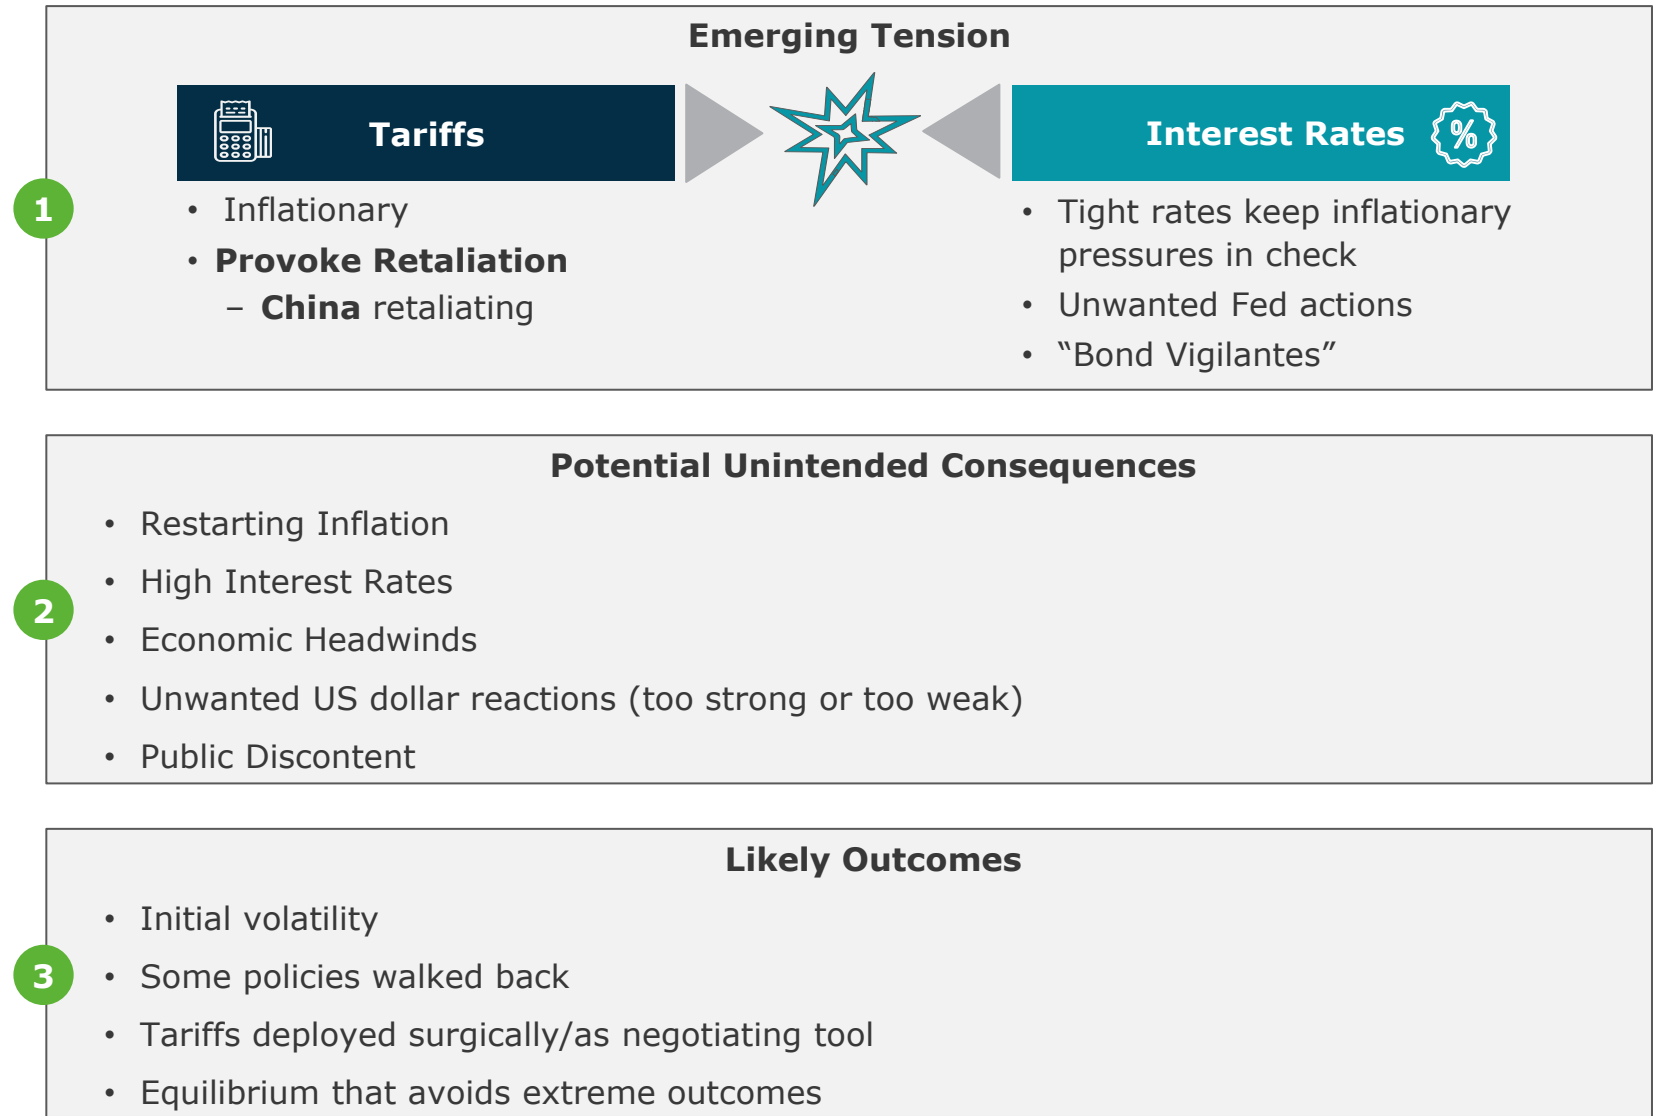 Emerging Tension
Tariffs
Interest Rates
%
1
• Inflationary
• Provoke Retaliation
– China retaliating
• Tight rates keep inflationary
pressures in check
• Unwanted Fed actions
• “Bond Vigilantes”
Potential Unintended Consequences
2
• Restarting Inflation
• High Interest Rates
• Economic Headwinds
• Unwanted US dollar reactions (too strong or too weak)
• Public Discontent
Likely Outcomes
3
• Initial volatility
• Some policies walked back
• Tariffs deployed surgically/as negotiating tool
• Equilibrium that avoids extreme outcomes